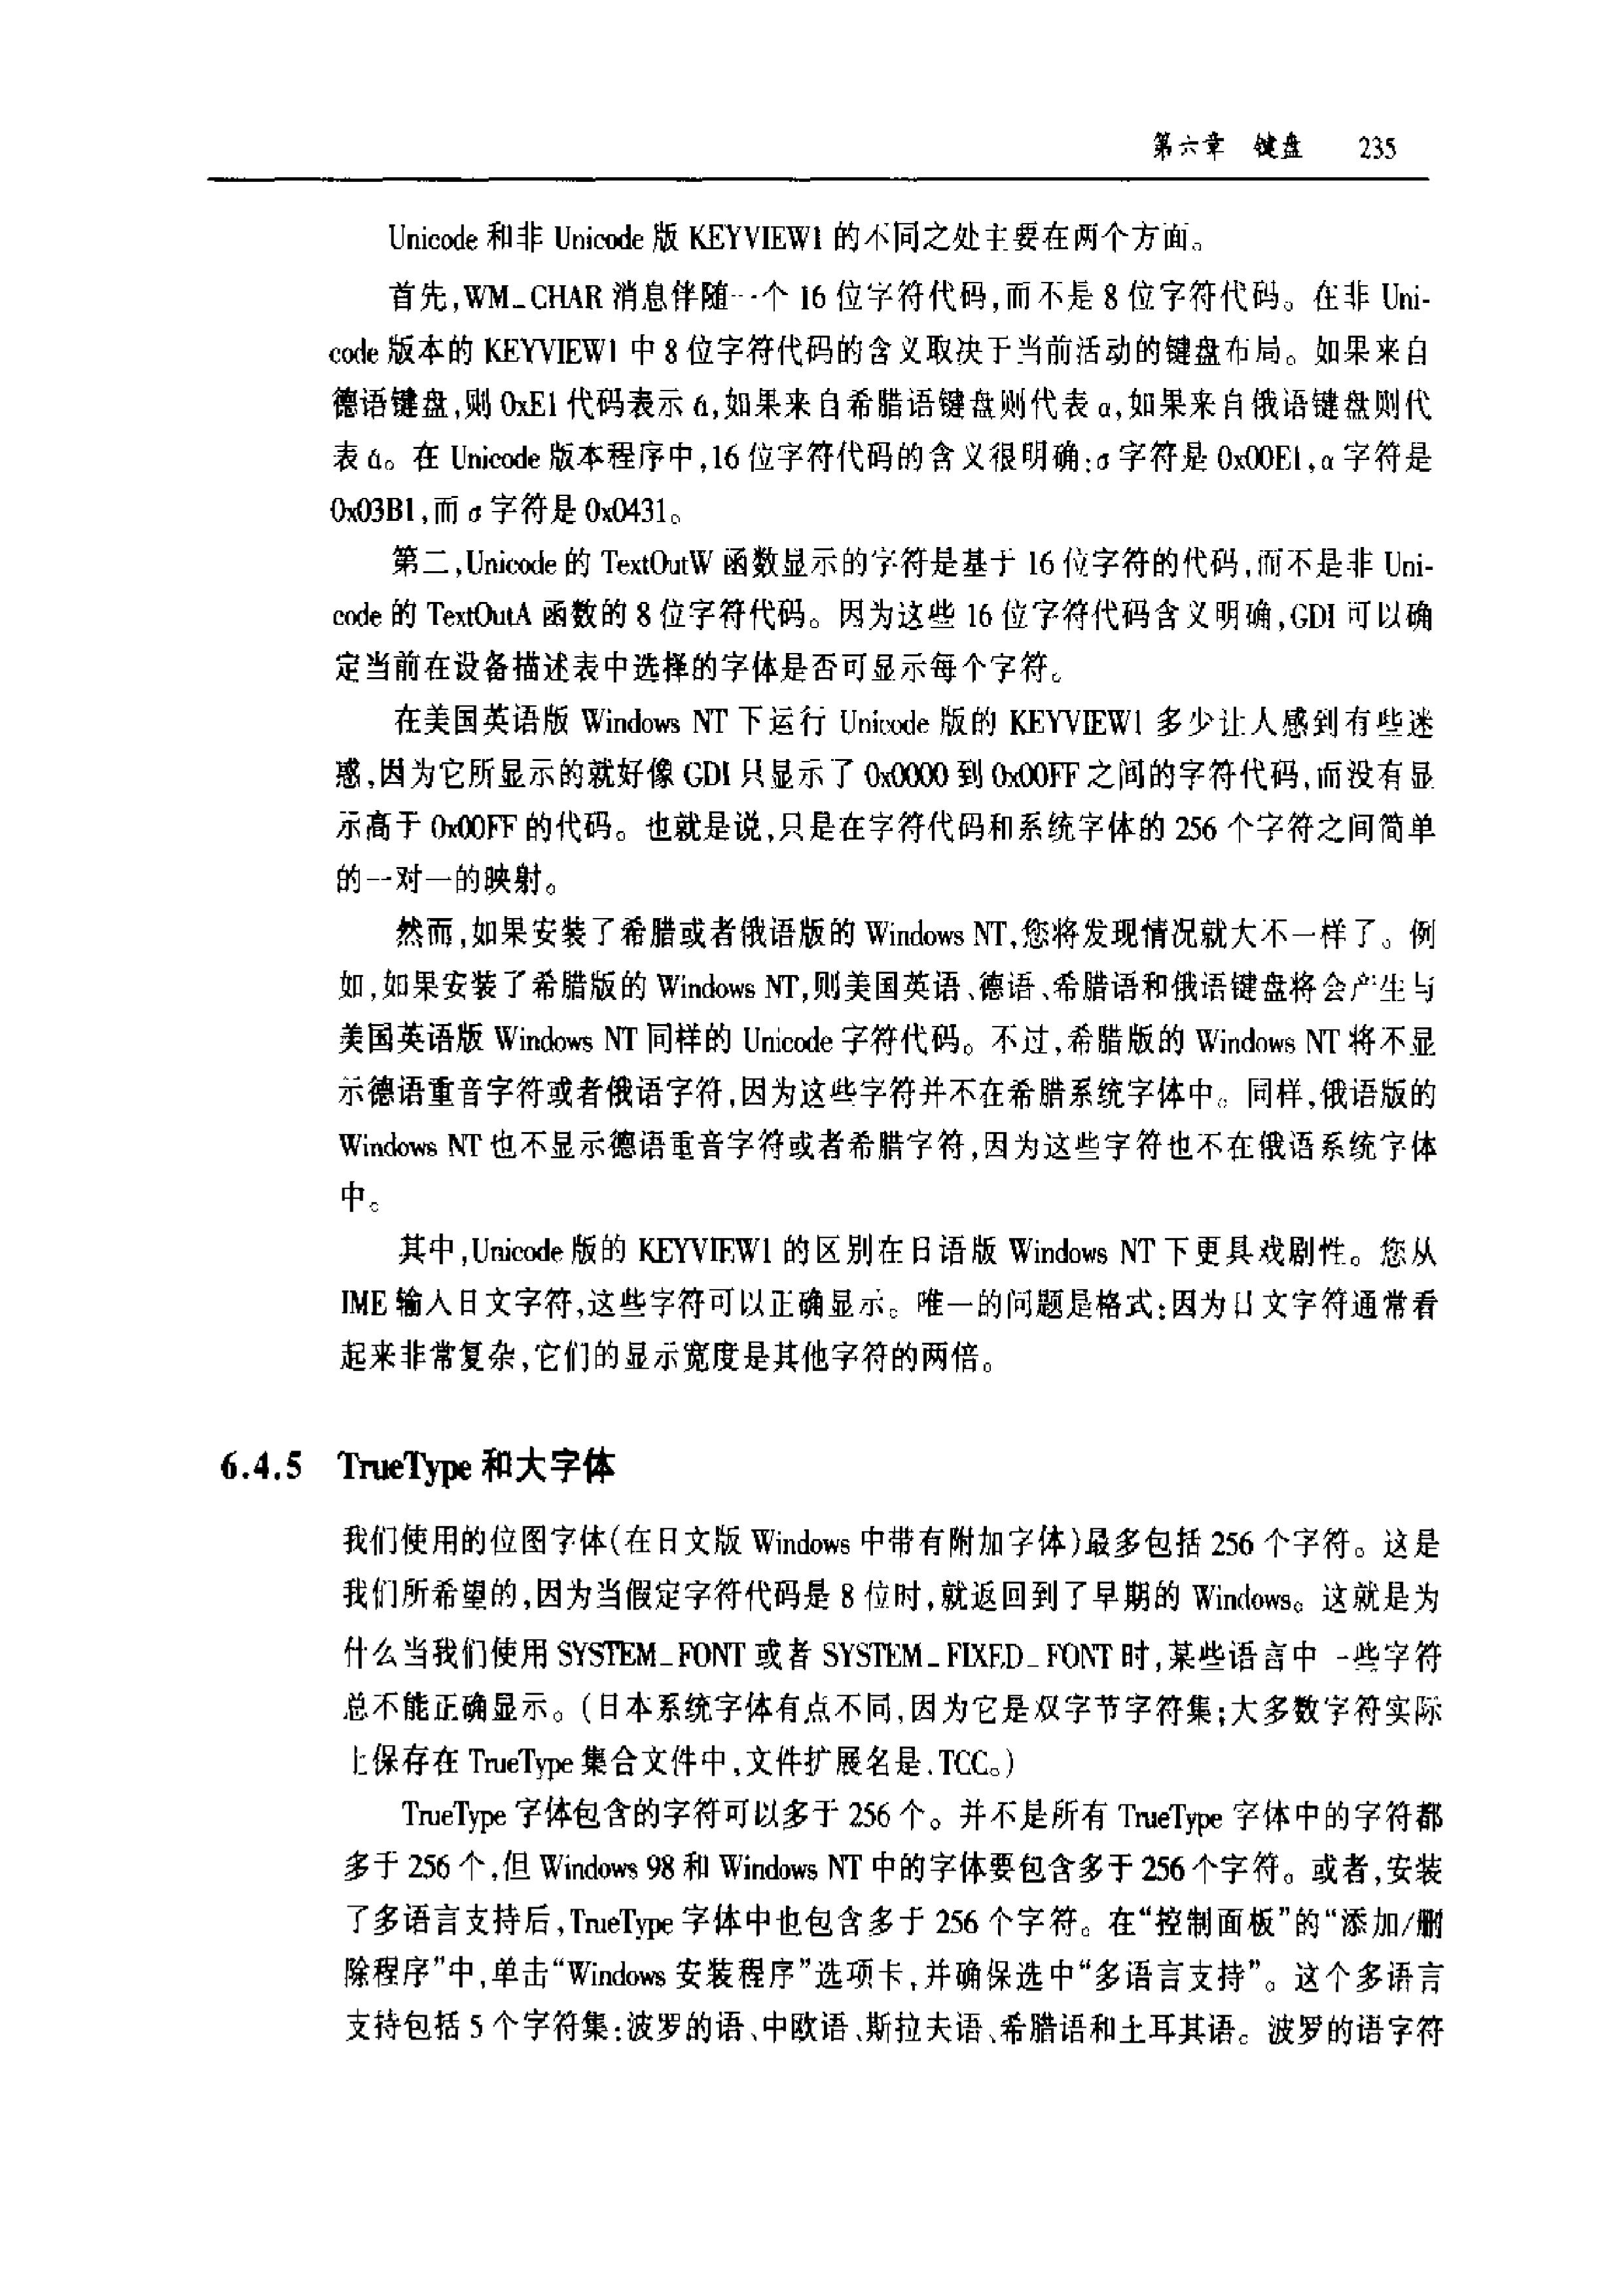 第六章 键盘 235
Unicode 和非 Unicode 版 KEYVIEW1 的不同之处主要在两个方面。
首先,WM_CHAR 消息伴随一个 16 位字符代码,而不是 8 位字符代码。在非 Uni-
code 版本的 KEYVIEW1 中 8 位字符代码的含义取决于当前活动的键盘布局。如果来自
德语键盘,则 0xE1 代码表示 á,如果来自希腊语键盘则代表 α,如果来自俄语键盘则代
表 。在 Unicode 版本程序中,16 位字符代码的含义很明确: 字符是 0x00E1,α 字符是
0x03B1,而 字符是 0x0431。
第二,Unicode 的 TextOutW 函数显示的字符是基于 16 位字符的代码,而不是非 Uni-
code 的 TextOutA 函数的 8 位字符代码。因为这些 16 位字符代码含义明确,GDI 可以确
定当前在设备描述表中选择的字体是否可显示每个字符。
在美国英语版 Windows NT 下运行 Unicode 版的 KEYVIEW1 多少让人感到有些迷
惑,因为它所显示的就好像 GDI 只显示了 0x0000 到 0x00FF 之间的字符代码,而没有显
示高于 0x00FF 的代码。也就是说,只是在字符代码和系统字体的 256 个字符之间简单
的一对一的映射。
然而,如果安装了希腊或者俄语版的 Windows NT,您将发现情况就大不一样了。例
如,如果安装了希腊版的 Windows NT,则美国英语、德语、希腊语和俄语键盘将会产生与
美国英语版 Windows NT 同样的 Unicode 字符代码。不过,希腊版的 Windows NT 将不显
示德语重音字符或者俄语字符,因为这些字符并不在希腊系统字体中。同样,俄语版的
Windows NT 也不显示德语重音字符或者希腊字符,因为这些字符也不在俄语系统字体
中。
其中,Unicode 版的 KEYVIEW1 的区别在日语版 Windows NT 下更具戏剧性。您从
IME 输入日文字符,这些字符可以正确显示。唯一的问题是格式:因为日文字符通常看
起来非常复杂,它们的显示宽度是其他字符的两倍。
6.4.5 TrueType 和大字体
我们使用的位图字体(在日文版 Windows 中带有附加字体)最多包括 256 个字符。这是
我们所希望的,因为当假定字符代码是 8 位时,就返回到了早期的 Windows。这就是为
什么当我们使用 SYSTEM_FONT 或者 SYSTEM_FIXED_FONT 时,某些语言中一些字符
总不能正确显示。(日本系统字体有点不同,因为它是双字节字符集;大多数字符实际
上保存在 TrueType 集合文件中,文件扩展名是.TCC。)
TrueType 字体包含的字符可以多于 256 个。并不是所有 TrueType 字体中的字符都
多于 256 个,但 Windows 98 和 Windows NT 中的字体要包含多于 256 个字符。或者,安装
了多语言支持后,TrueType 字体中也包含多于 256 个字符。在“控制面板”的“添加/删
除程序”中,单击“Windows 安装程序”选项卡,并确保选中“多语言支持”。这个多语言
支持包括 5 个字符集:波罗的语、中欧语、斯拉夫语、希腊语和土耳其语。波罗的语字符